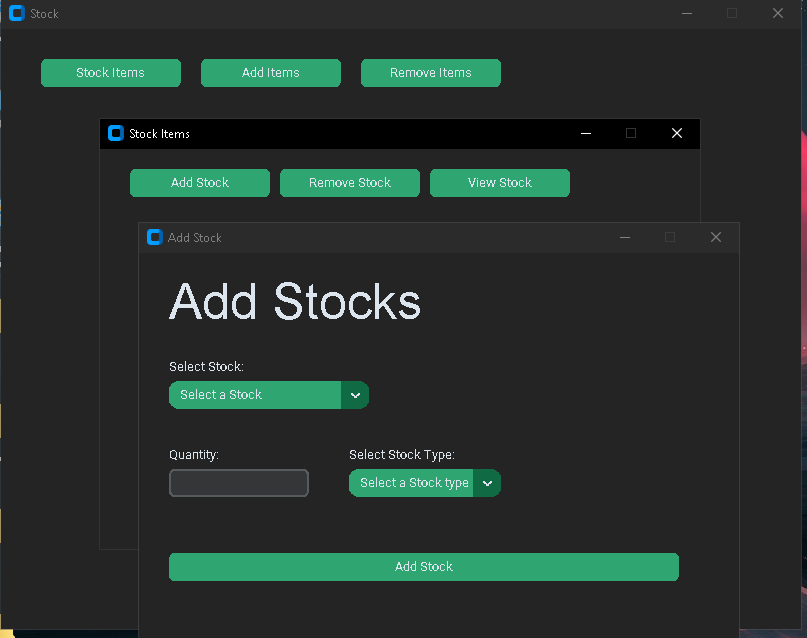 Stock
Stock Items Add Items Remove Items
Stock Items
Add Stock Remove Stock View Stock
Add Stock
Add Stocks
Select Stock:
Select a Stock
Quantity: Select Stock Type:
Select a Stock type
Add Stock